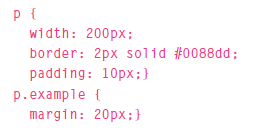 p {
  width: 200px;
  border: 2px solid #0088dd;
  padding: 10px;}
p.example {
  margin: 20px;}